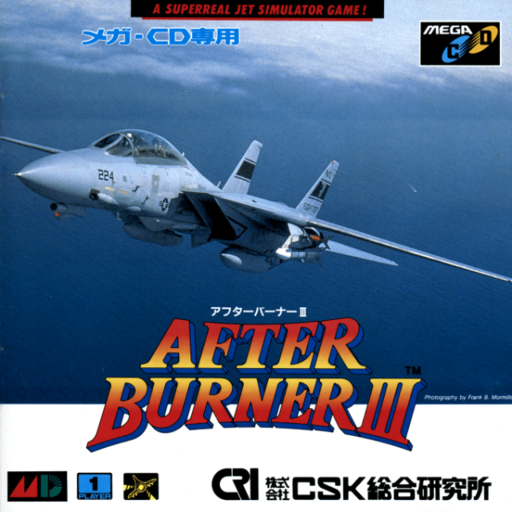 A SUPERREAL JET SIMULATOR GAME!
メガ・CD専用
MEGA
CD
224
アフターバーナーⅢ
AFTER
BURNER III
TM
Photography by Frank B. Mormillo
MD
1
PLAYER
CRI 株式会社 CSK総合研究所